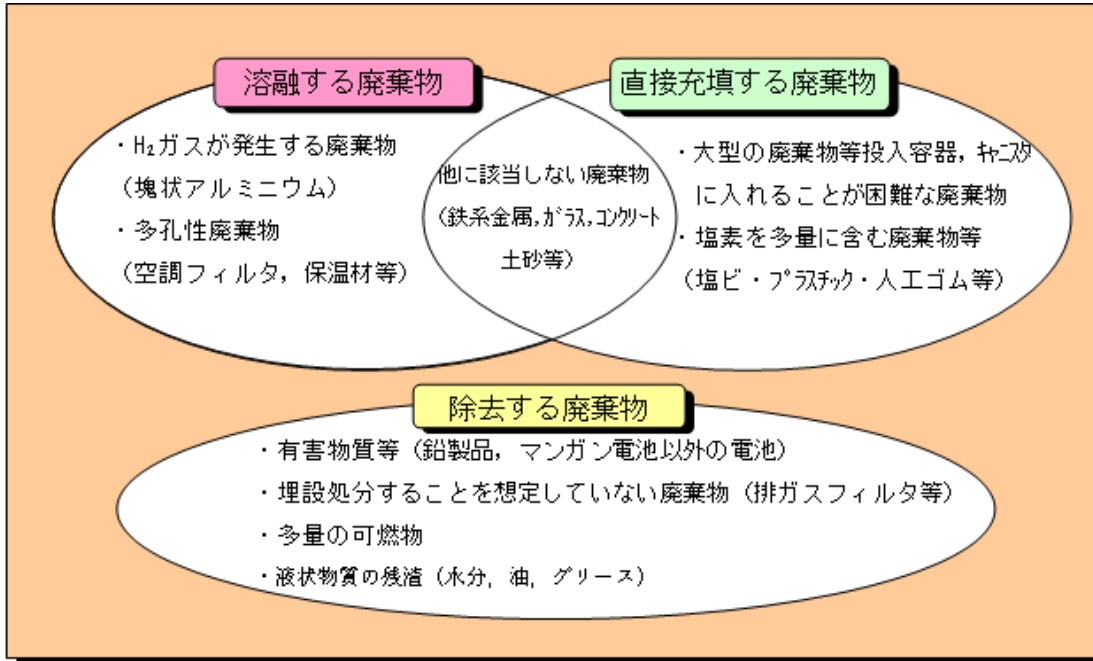 溶融する廃棄物
・H₂ガスが発生する廃棄物
（塊状アルミニウム）
・多孔性廃棄物
（空調フィルタ，保温材等）
他に該当しない廃棄物
（鉄系金属,ｶﾞﾗｽ,ｺﾝｸﾘｰﾄ
土砂等）
直接充填する廃棄物
・大型の廃棄物等投入容器，ｷｬﾆｽﾀ
に入れることが困難な廃棄物
・塩素を多量に含む廃棄物等
（塩ビ・ﾌﾟﾗｽﾁｯｸ・人工ゴム等）
除去する廃棄物
・有害物質等（鉛製品，マンガン電池以外の電池）
・埋設処分することを想定していない廃棄物（排ガスフィルタ等）
・多量の可燃物
・液状物質の残渣（水分，油，グリース）